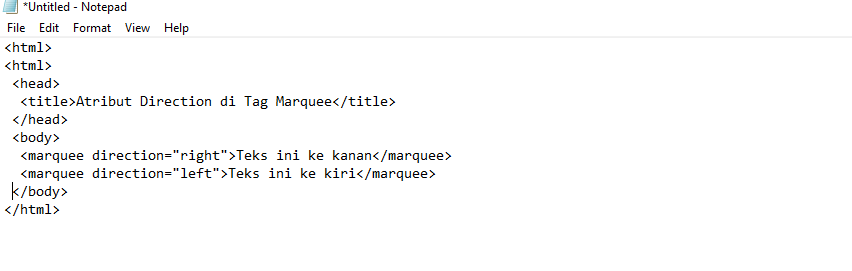 *Untitled - Notepad
File Edit Format View Help
<html>
<html>
 <head>
  <title>Atribut Direction di Tag Marquee</title>
 </head>
 <body>
  <marquee direction="right">Teks ini ke kanan</marquee>
  <marquee direction="left">Teks ini ke kiri</marquee>
 </body>
</html>